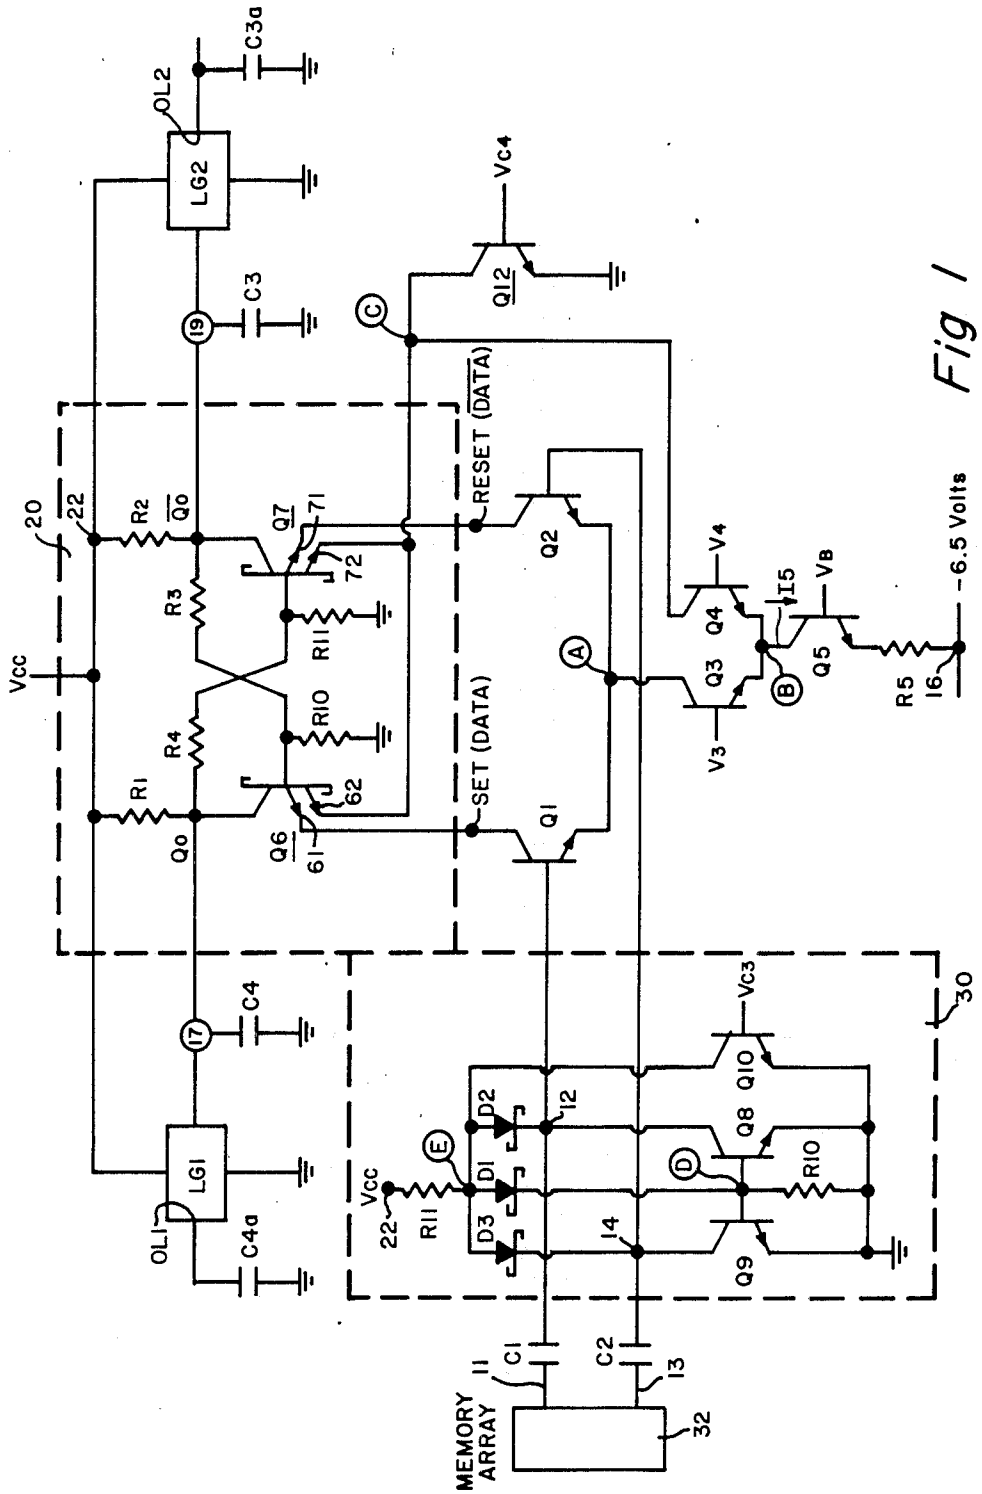 Vcc
20
22
R1
R2
Q0
Q̅0̅
R4
R3
OL1
LG1
C4a
17
C4
19
C3
OL2
LG2
C3a
Q6
61
62
R10
R11
Q7
71
72
C
Q12
Vc4
SET (DATA)
RESET (D̅A̅T̅A̅)
Q1
Q2
A
Q3
V3
Q4
V4
B
I5
Q5
VB
R5
16
-6.5 Volts
MEMORY
ARRAY
32
11
C1
13
C2
Vcc
22
R11
E
D3
D1
D2
12
14
D
Q9
Q8
Q10
R10
Vc3
30
Fig 1